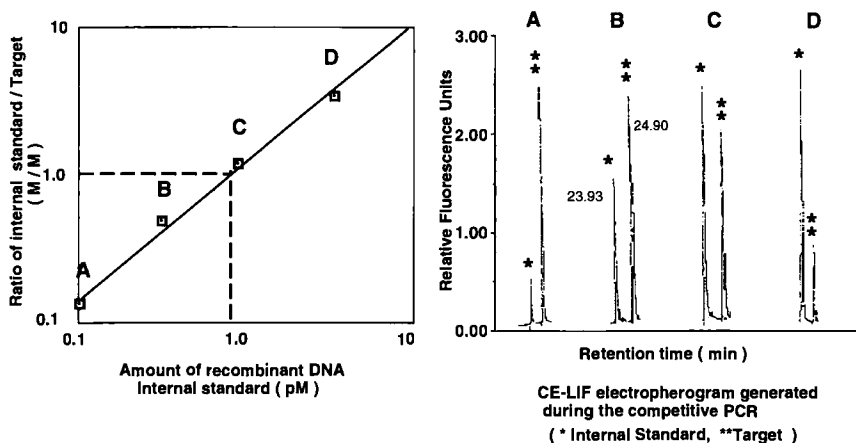 10
Ratio of internal standard / Target
( M / M )
1.0
0.1
A
B
C
D
0.1
1.0
10
Amount of recombinant DNA
Internal standard ( pM )
A
B
C
D
Relative Fluorescence Units
3.00
2.00
1.00
0.00
*
**
*
23.93
**
24.90
*
**
*
**
Retention time ( min )
CE-LIF electropherogram generated
during the competitive PCR
( * Internal Standard, **Target )